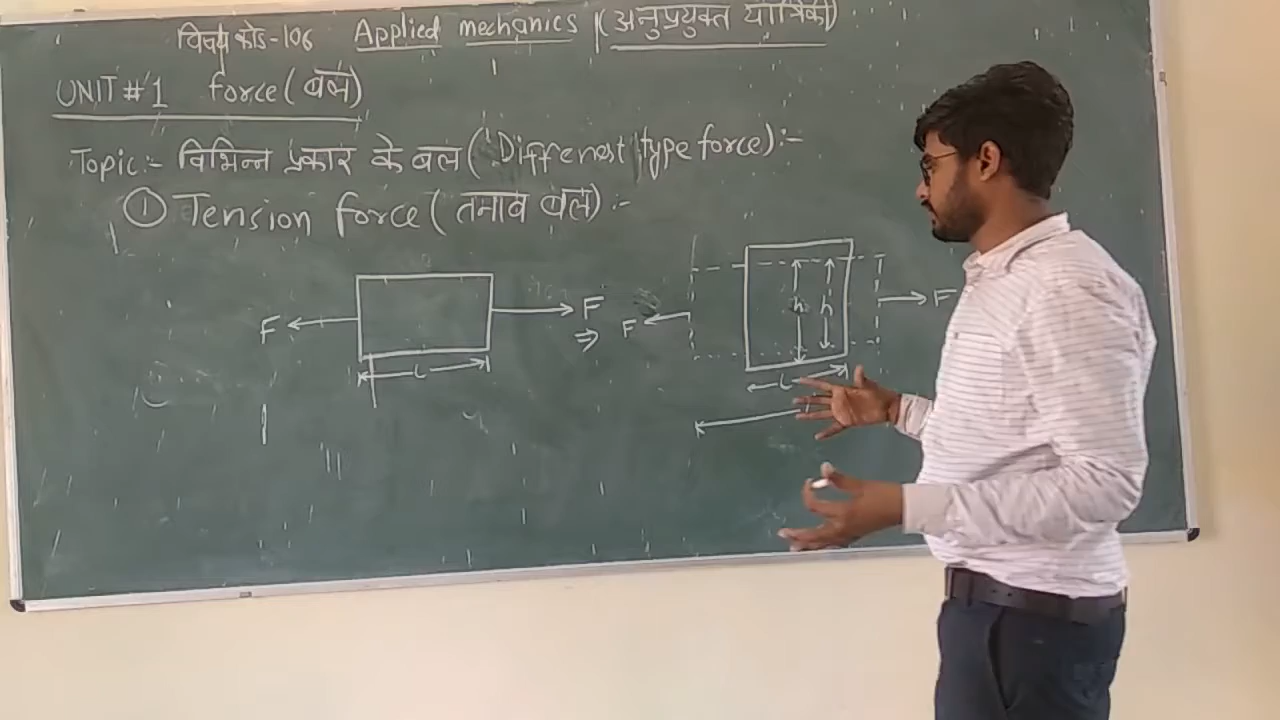 विषय कोड-106 Applied mechanics (अनुप्रयुक्त यांत्रिकी)
UNIT #1 force (बल)
Topic:- विभिन्न प्रकार के बल (Differest type force):-
① Tension force (तनाव बल) :-
F F ⇒ F h h F
L L